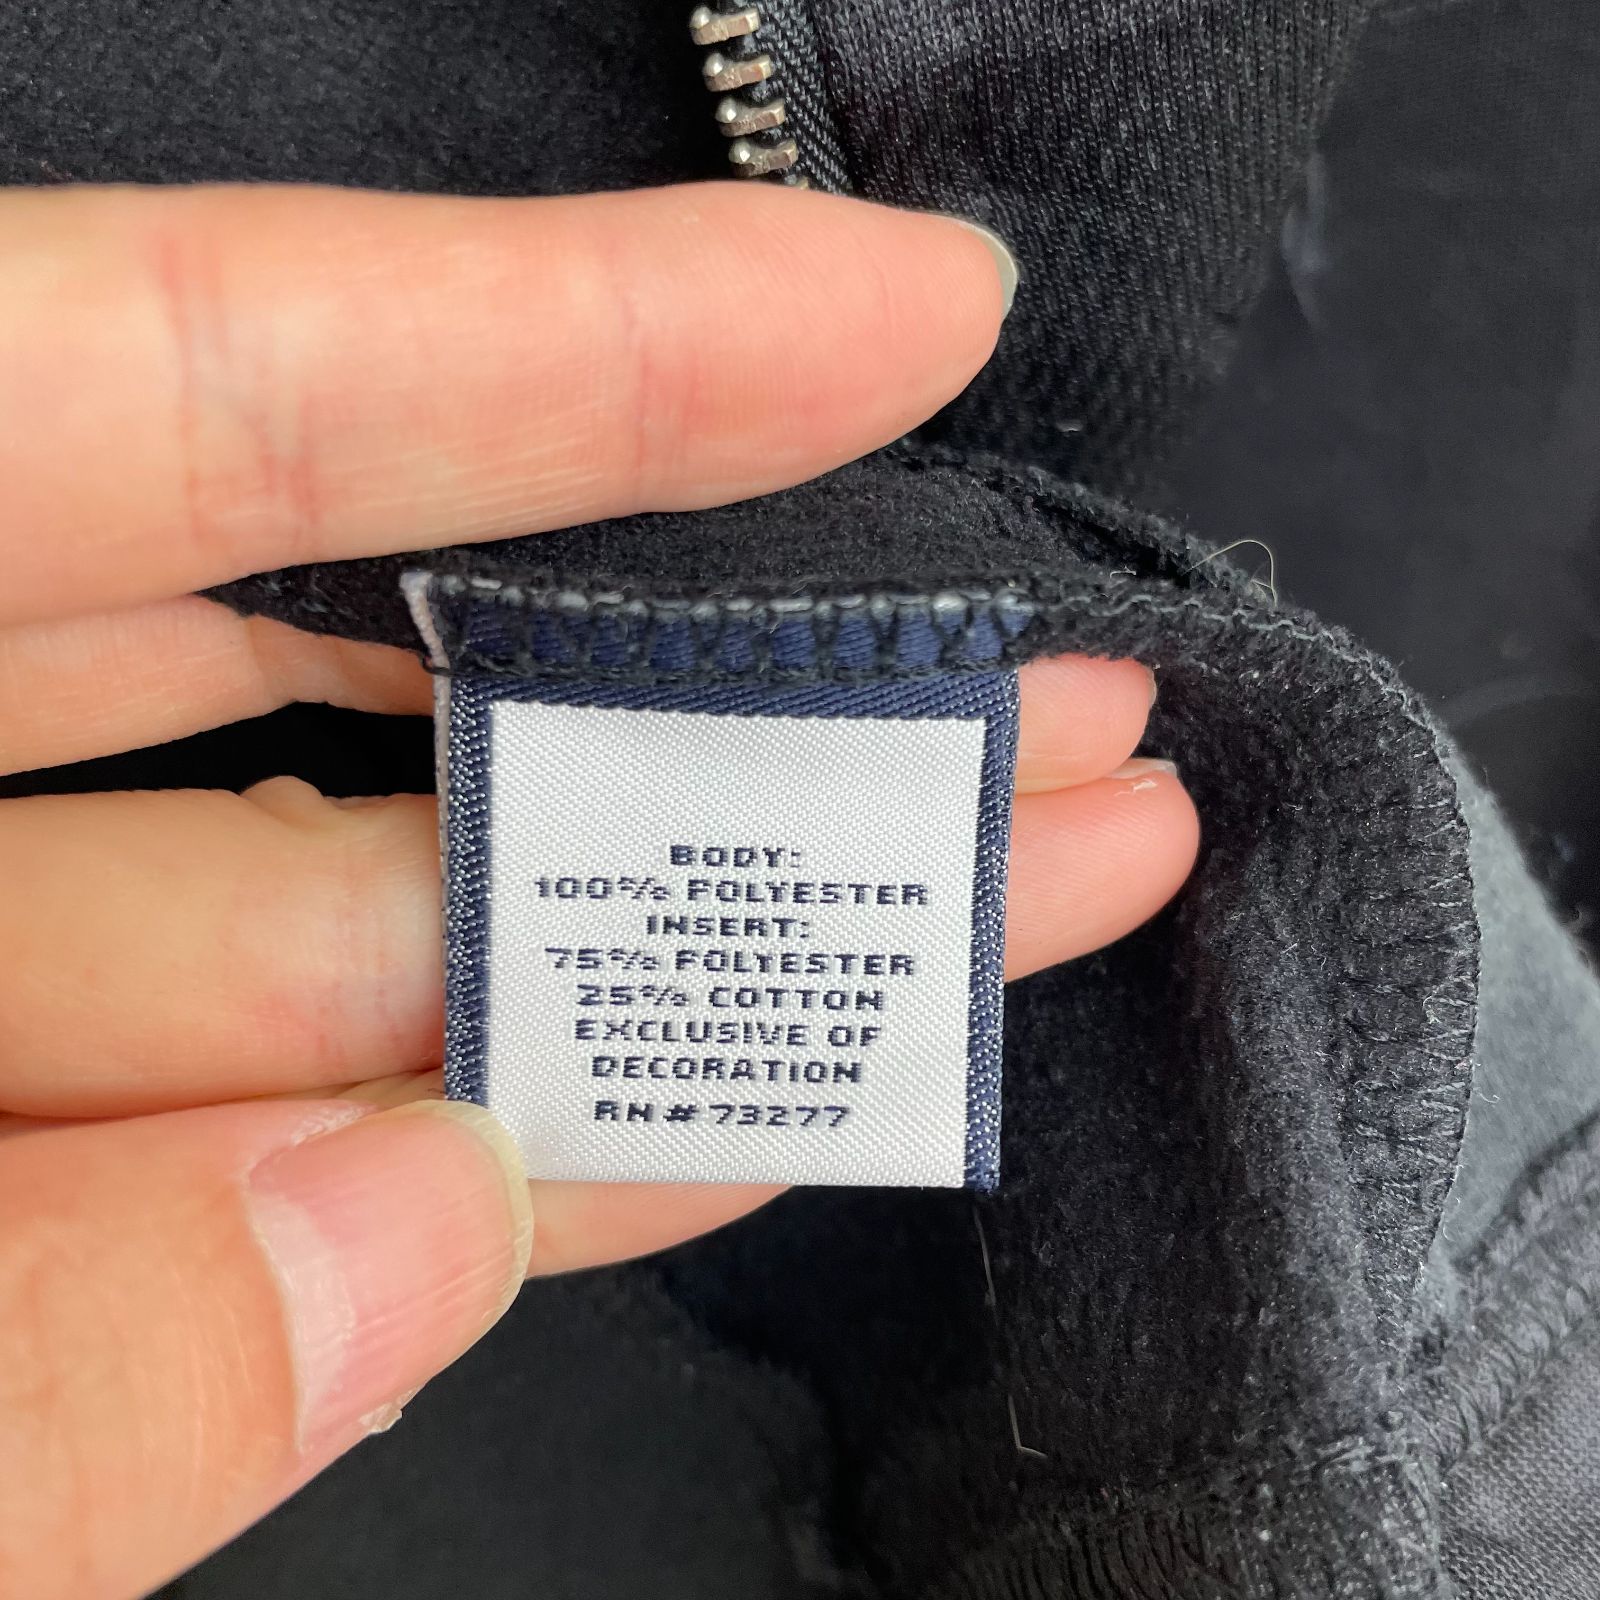 BODY:
100% POLYESTER
INSERT:
75% POLYESTER
25% COTTON
EXCLUSIVE OF
DECORATION
RN# 73277